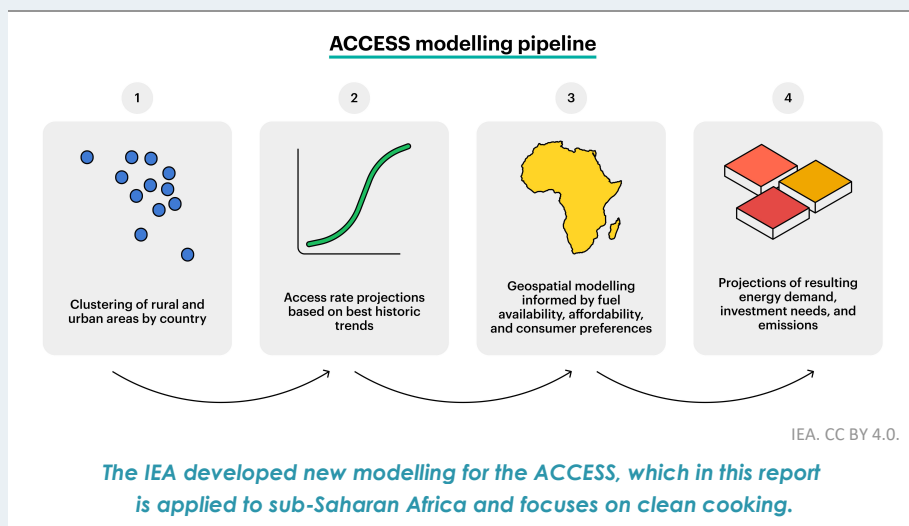 ACCESS modelling pipeline
1
2
3
4
Clustering of rural and
urban areas by country
Access rate projections
based on best historic
trends
Geospatial modelling
informed by fuel
availability, affordability,
and consumer preferences
Projections of resulting
energy demand,
investment needs, and
emissions
IEA. CC BY 4.0.
The IEA developed new modelling for the ACCESS, which in this report
is applied to sub-Saharan Africa and focuses on clean cooking.